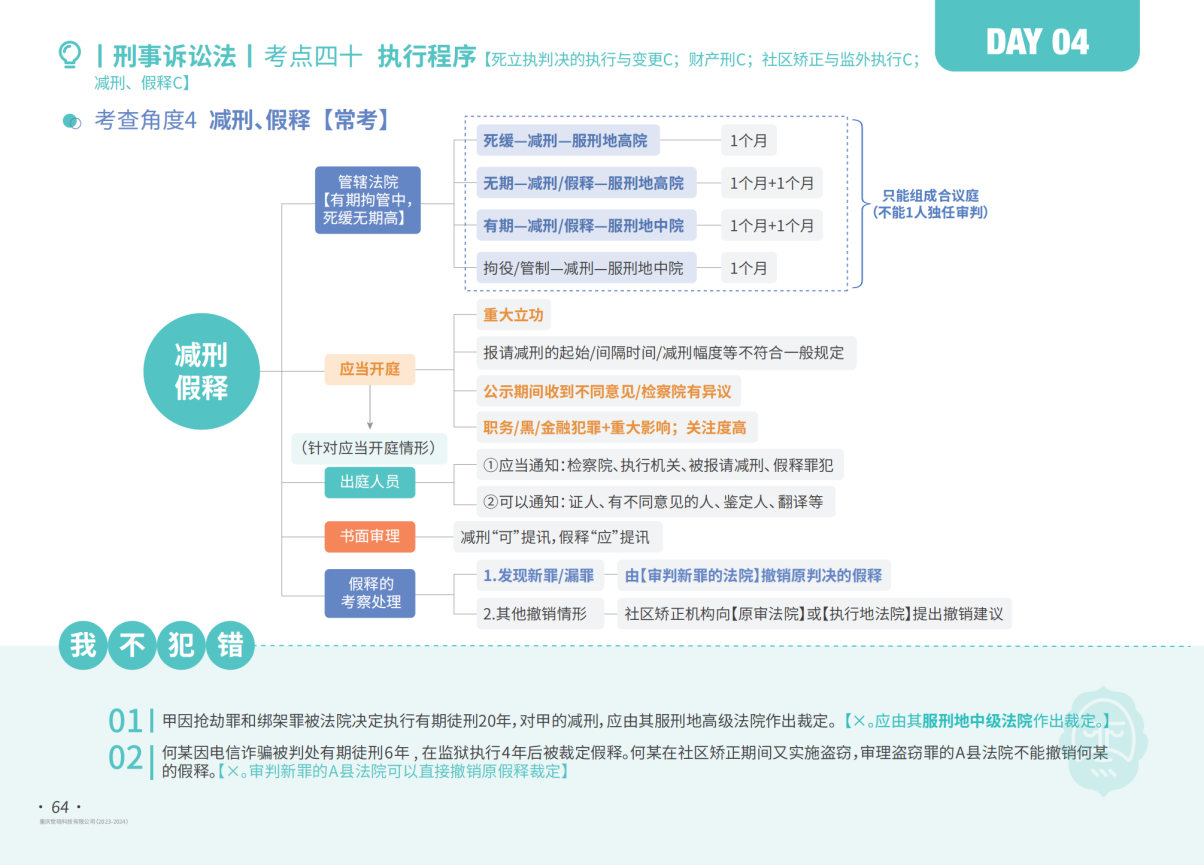 DAY 04
|刑事诉讼法| 考点四十 执行程序【死立执判决的执行与变更C；财产刑C；社区矫正与监外执行C；
减刑、假释C】
考查角度4 减刑、假释【常考】
减刑
假释
管辖法院
【有期拘管中，
死缓无期高】
死缓—减刑—服刑地高院
1个月
无期—减刑/假释—服刑地高院
1个月+1个月
有期—减刑/假释—服刑地中院
1个月+1个月
拘役/管制—减刑—服刑地中院
1个月
只能组成合议庭
（不能1人独任审判）
应当开庭
重大立功
报请减刑的起始/间隔时间/减刑幅度等不符合一般规定
公示期间收到不同意见/检察院有异议
职务/黑/金融犯罪+重大影响；关注度高
（针对应当开庭情形）
出庭人员
①应当通知：检察院、执行机关、被报请减刑、假释罪犯
②可以通知：证人、有不同意见的人、鉴定人、翻译等
书面审理
减刑“可”提讯，假释“应”提讯
假释的
考察处理
1.发现新罪/漏罪
由【审判新罪的法院】撤销原判决的假释
2.其他撤销情形
社区矫正机构向【原审法院】或【执行地法院】提出撤销建议
我不犯错
01| 甲因抢劫罪和绑架罪被法院决定执行有期徒刑20年，对甲的减刑，应由其服刑地高级法院作出裁定。【×。应由其服刑地中级法院作出裁定。】
02| 何某因电信诈骗被判处有期徒刑6年，在监狱执行4年后被裁定假释。何某在社区矫正期间又实施盗窃，审理盗窃罪的A县法院不能撤销何某
的假释。【×。审判新罪的A县法院可以直接撤销原假释裁定】
· 64 ·